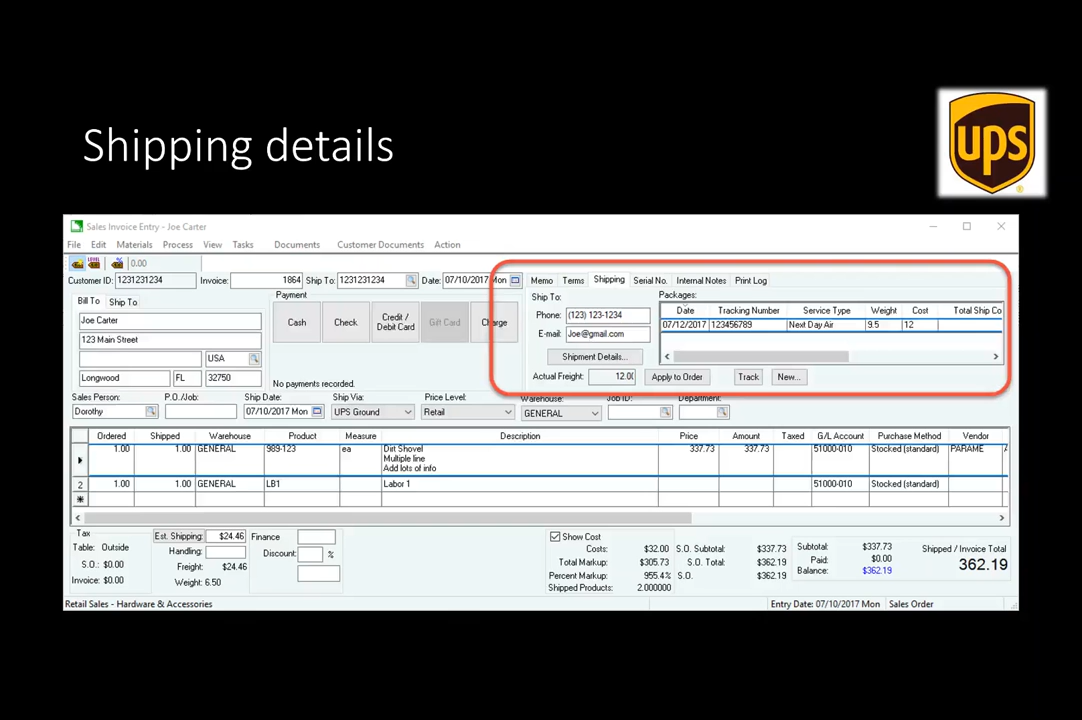 Shipping details
ups
Sales Invoice Entry - Joe Carter
File Edit Materials Process View Tasks Documents Customer Documents Action
0.00
Customer ID: 1231231234 Invoice: 1864 Ship To: 1231231234 Date: 07/10/2017 Mon
Memo Terms Shipping Serial No. Internal Notes Print Log
Bill To Ship To
Joe Carter
123 Main Street
USA
Longwood FL 32750
Payment
Cash Check Credit / Debit Card Gift Card Charge
No payments recorded.
Ship To:
Phone: (123) 123-1234
E-mail: Joe@gmail.com
Shipment Details...
Actual Freight: 12.0 Apply to Order Track New...
Packages:
Date Tracking Number Service Type Weight Cost Total Ship Co
07/12/2017 123456789 Next Day Air 9.5 12
Sales Person: P.O./Job: Ship Date: Ship Via: Price Level: Warehouse: Job ID: Department:
Dorothy 07/10/2017 Mon UPS Ground Retail GENERAL
Ordered Shipped Warehouse Product Measure Description Price Amount Taxed G/L Account Purchase Method Vendor
1.00 1.00 GENERAL 989-123 ea Dirt Shovel 337.73 337.73 51000-010 Stocked (standard) PARAME
Multiple line
Add lots of info
2 1.00 1.00 GENERAL LB1 Labor 1 51000-010 Stocked (standard)
Tax
Table: Outside
S.O.: $0.00
Invoice: $0.00
Est. Shipping: $24.46
Handling:
Freight: $24.46
Weight: 6.50
Finance
Discount: %
Show Cost
Costs: $32.00
Total Markup: $305.73
Percent Markup: 955.4%
Shipped Products: 2.000000
S.O. Subtotal: $337.73
S.O. Total: $362.19
S.O. $362.19
Subtotal: $337.73
Paid: $0.00
Balance: $362.19
Shipped / Invoice Total
362.19
Retail Sales - Hardware & Accessories Entry Date: 07/10/2017 Mon Sales Order